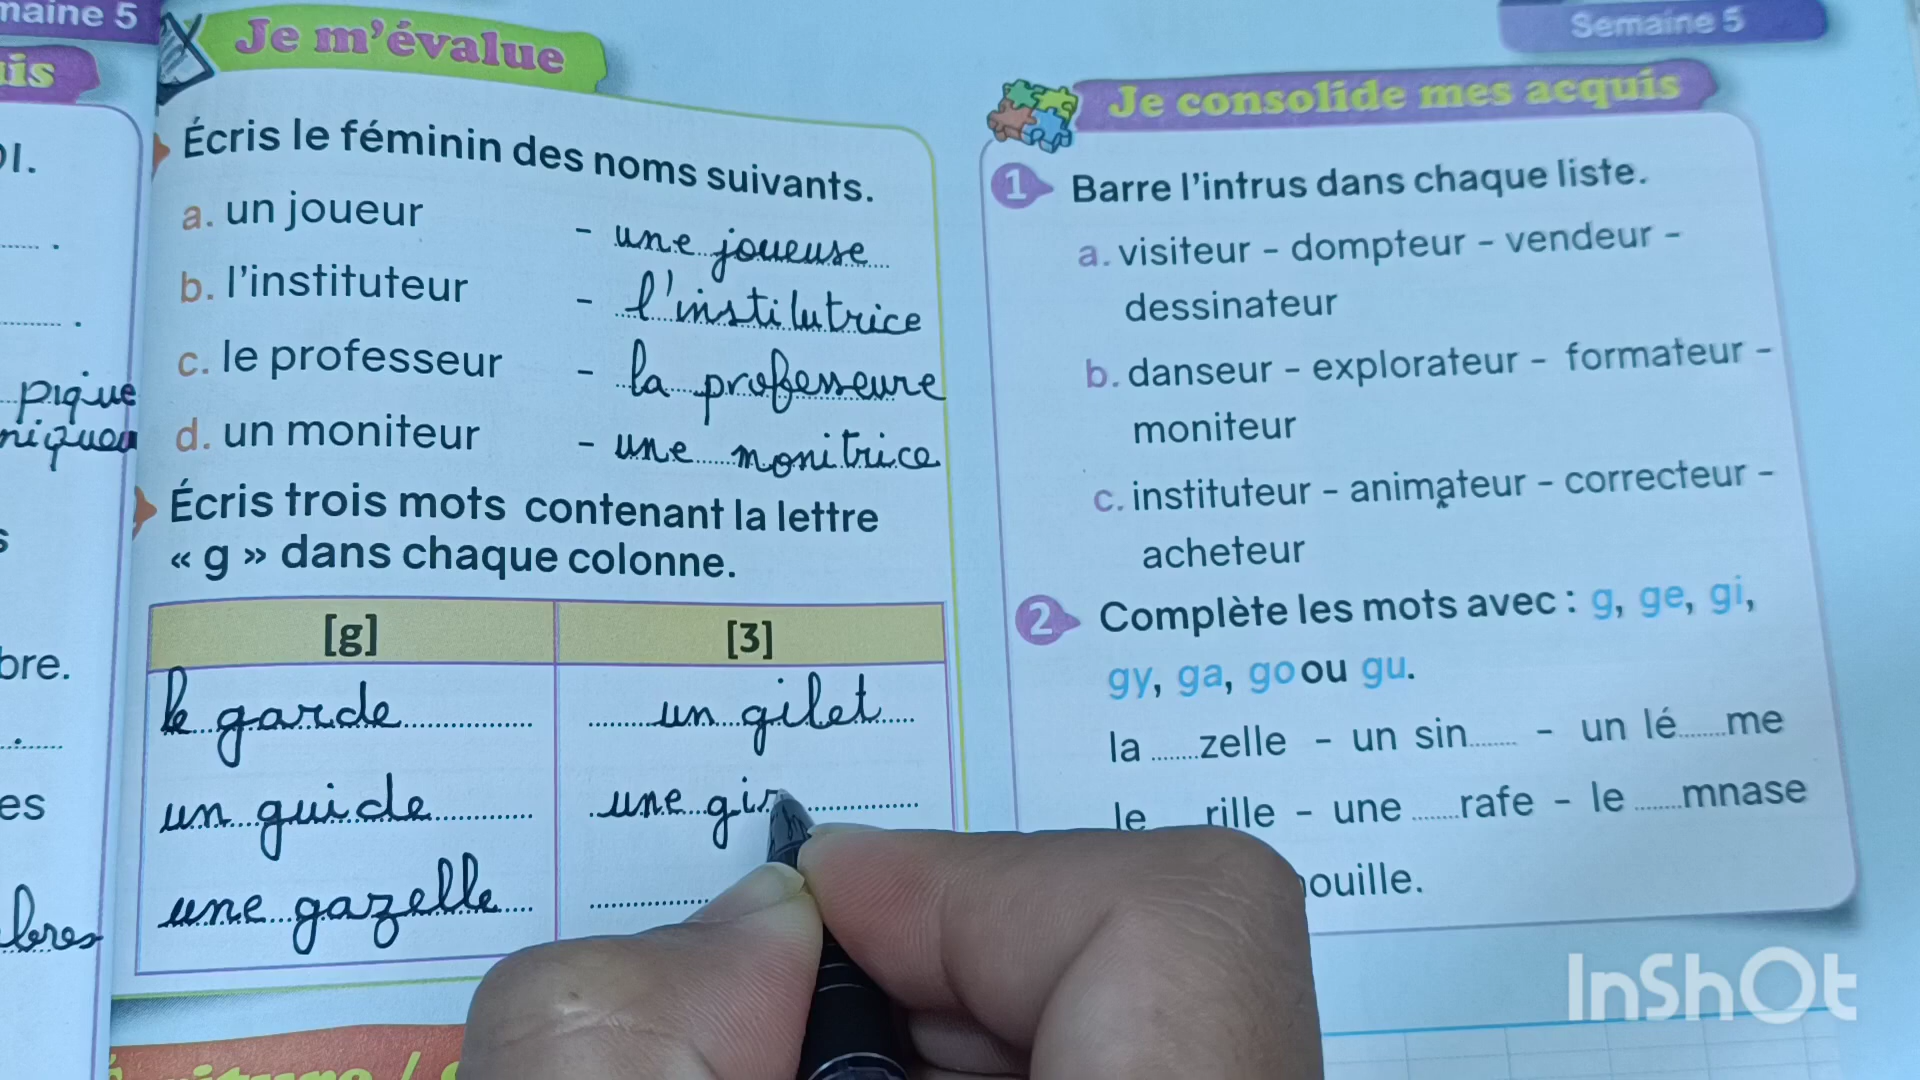 maine 5
is
pique
bre.
es
Je m'évalue
Écris le féminin des noms suivants.
a. un joueur - une joueuse
b. l'instituteur - l'institutrice
c. le professeur - la professeure
d. un moniteur - une monitrice
Écris trois mots contenant la lettre
« g » dans chaque colonne.
[g] [3]
le garde un gilet
un guide une gir
une gazelle
Semaine 5
Je consolide mes acquis
1 Barre l'intrus dans chaque liste.
a. visiteur - dompteur - vendeur -
dessinateur
b. danseur - explorateur - formateur -
moniteur
c. instituteur - animateur - correcteur -
acheteur
2 Complète les mots avec : g, ge, gi,
gy, ga, go ou gu.
la ......zelle - un sin...... - un lé......me
le rille - une ......rafe - le ......mnase
ouille.
InShOt